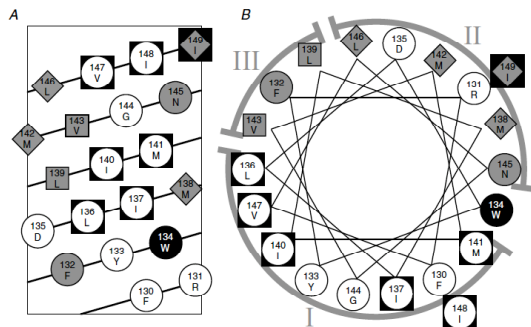 A
B
149
I
148
I
147
V
146
L
145
N
144
G
143
V
142
M
141
M
140
I
139
L
138
M
137
I
136
L
135
D
134
W
133
Y
132
F
131
R
130
F
III
II
I
135
D
146
L
142
M
139
L
149
I
132
F
131
R
143
V
138
M
136
L
145
N
147
V
134
W
140
I
141
M
133
Y
144
G
137
I
130
F
148
I